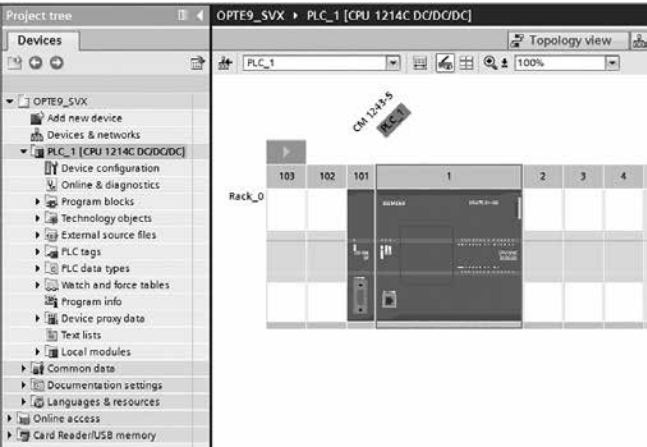 Project tree
OPTE9_SVX ▸ PLC_1 [CPU 1214C DC/DC/DC]
Devices
Topology view
PLC_1
100%
OPTE9_SVX
Add new device
Devices & networks
PLC_1 [CPU 1214C DC/DC/DC]
Device configuration
Online & diagnostics
Program blocks
Technology objects
External source files
PLC tags
PLC data types
Watch and force tables
Program info
Device proxy data
Text lists
Local modules
Common data
Documentation settings
Languages & resources
Online access
Card Reader/USB memory
CM 1243-5
PLC_1
103 102 101 1 2 3 4
Rack_0
SIEMENS